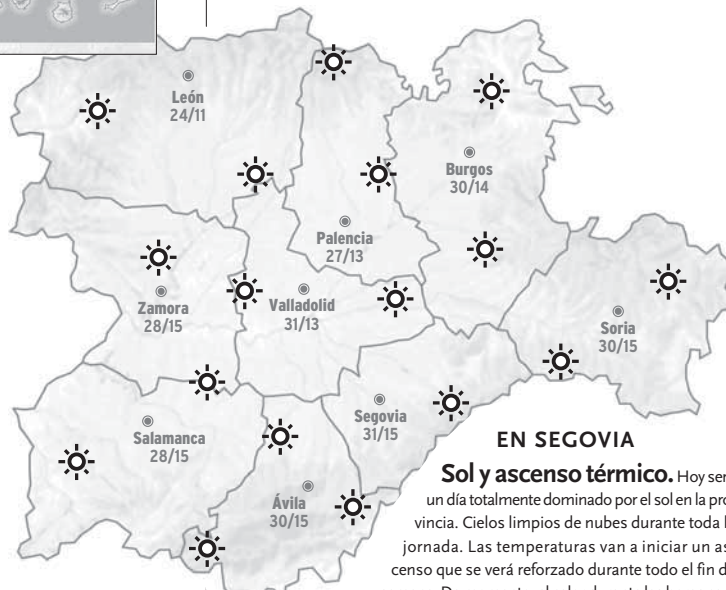 León
24/11
Burgos
30/14
Palencia
27/13
Zamora
28/15
Valladolid
31/13
Soria
30/15
Segovia
31/15
Salamanca
28/15
Ávila
30/15
EN SEGOVIA
Sol y ascenso térmico. Hoy
un día totalmente dominado por el sol en la pro
vincia. Cielos limpios de nubes durante toda
jornada. Las temperaturas van a iniciar un as
censo que se verá reforzado durante todo el fin